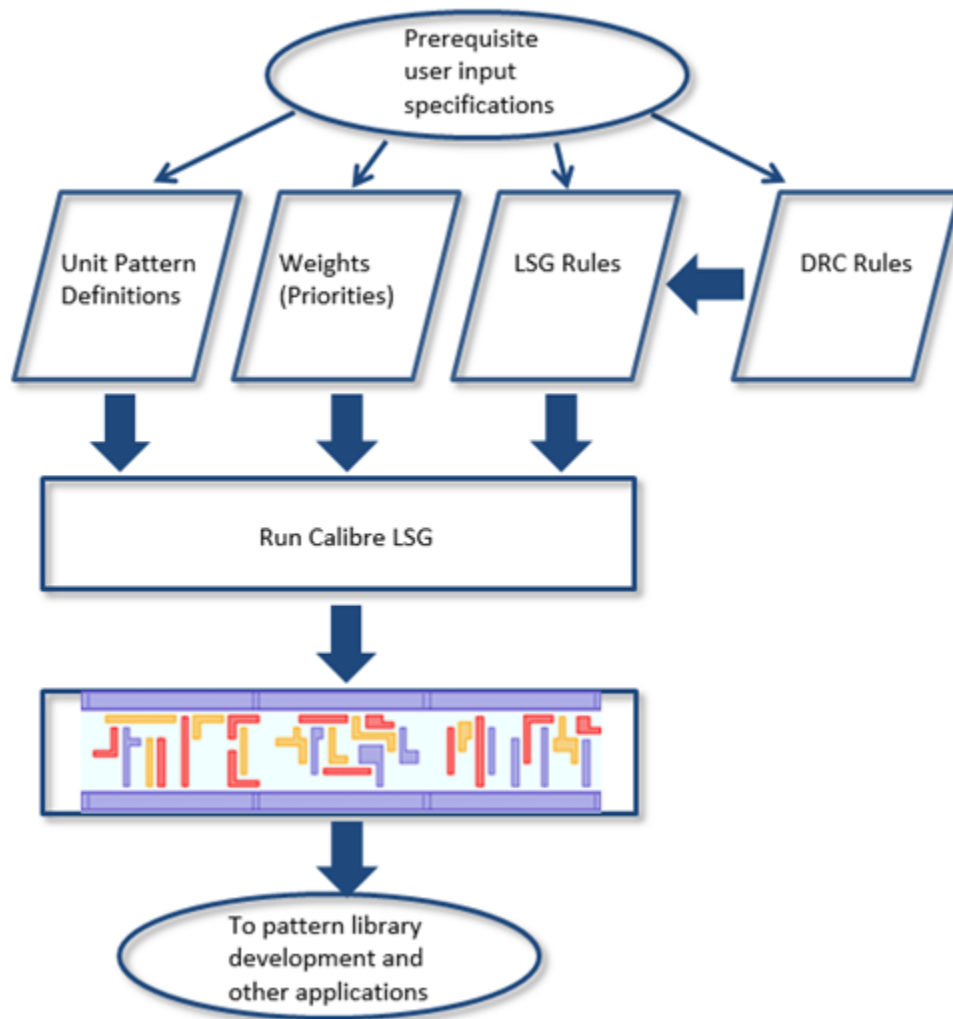 Prerequisite
user input
specifications
Unit Pattern
Definitions
Weights
(Priorities)
LSG Rules
DRC Rules
Run Calibre LSG
To pattern library
development and
other applications